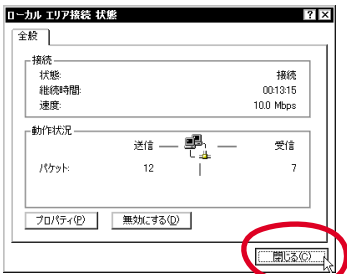 ローカル エリア接続 状態
全般
接続
状態: 接続
継続時間: 00:13:15
速度: 10.0 Mbps
動作状況
送信 受信
パケット: 12 7
プロパティ(P) 無効にする(D)
閉じる(C)